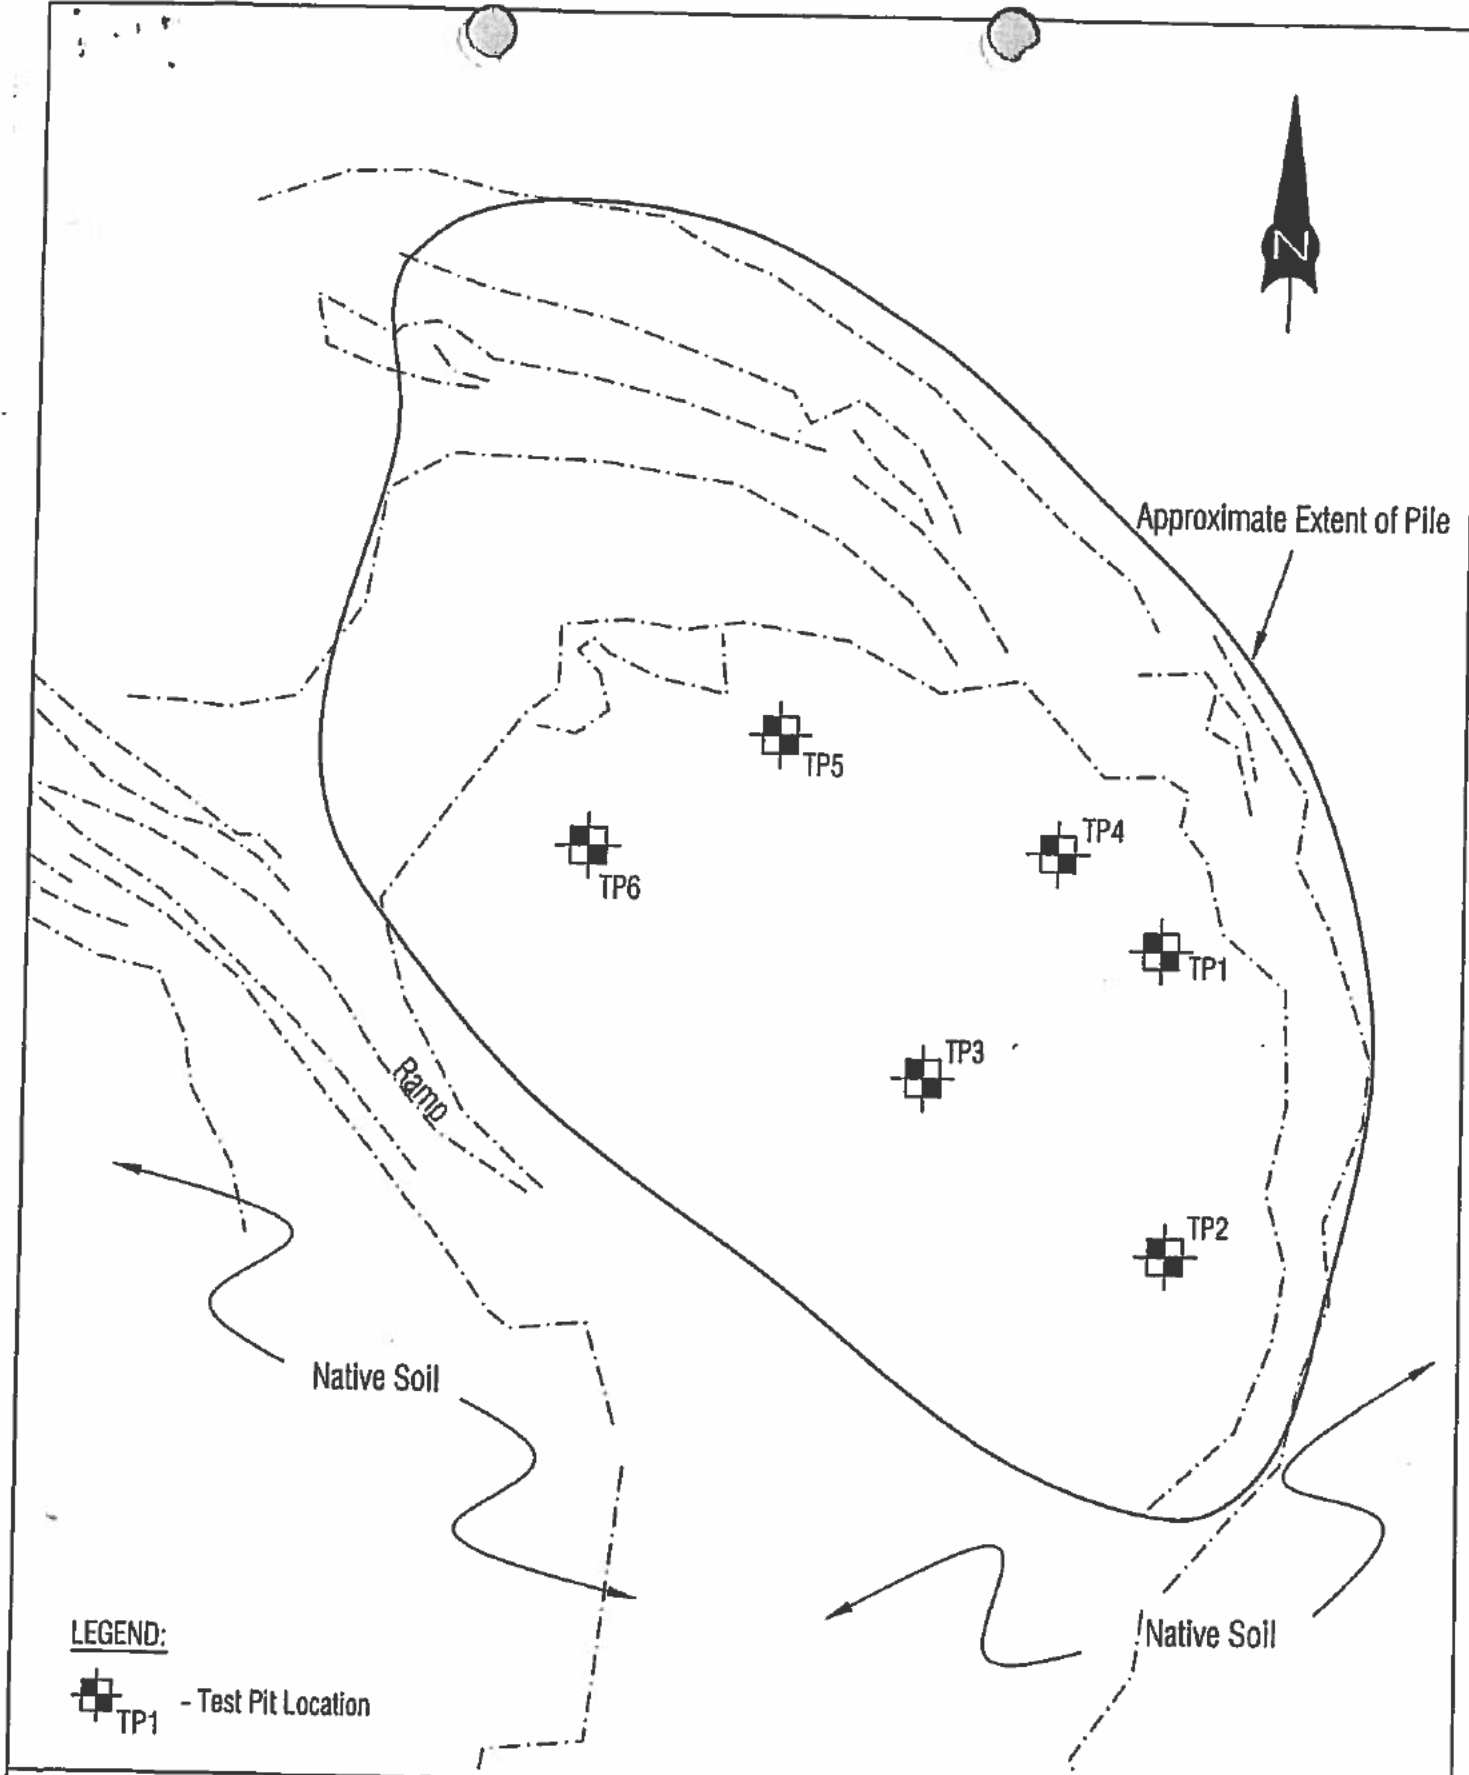 N
Approximate Extent of Pile
TP5
TP4
TP6
TP1
TP3
Ramp
TP2
Native Soil
Native Soil
LEGEND:
TP1 - Test Pit Location